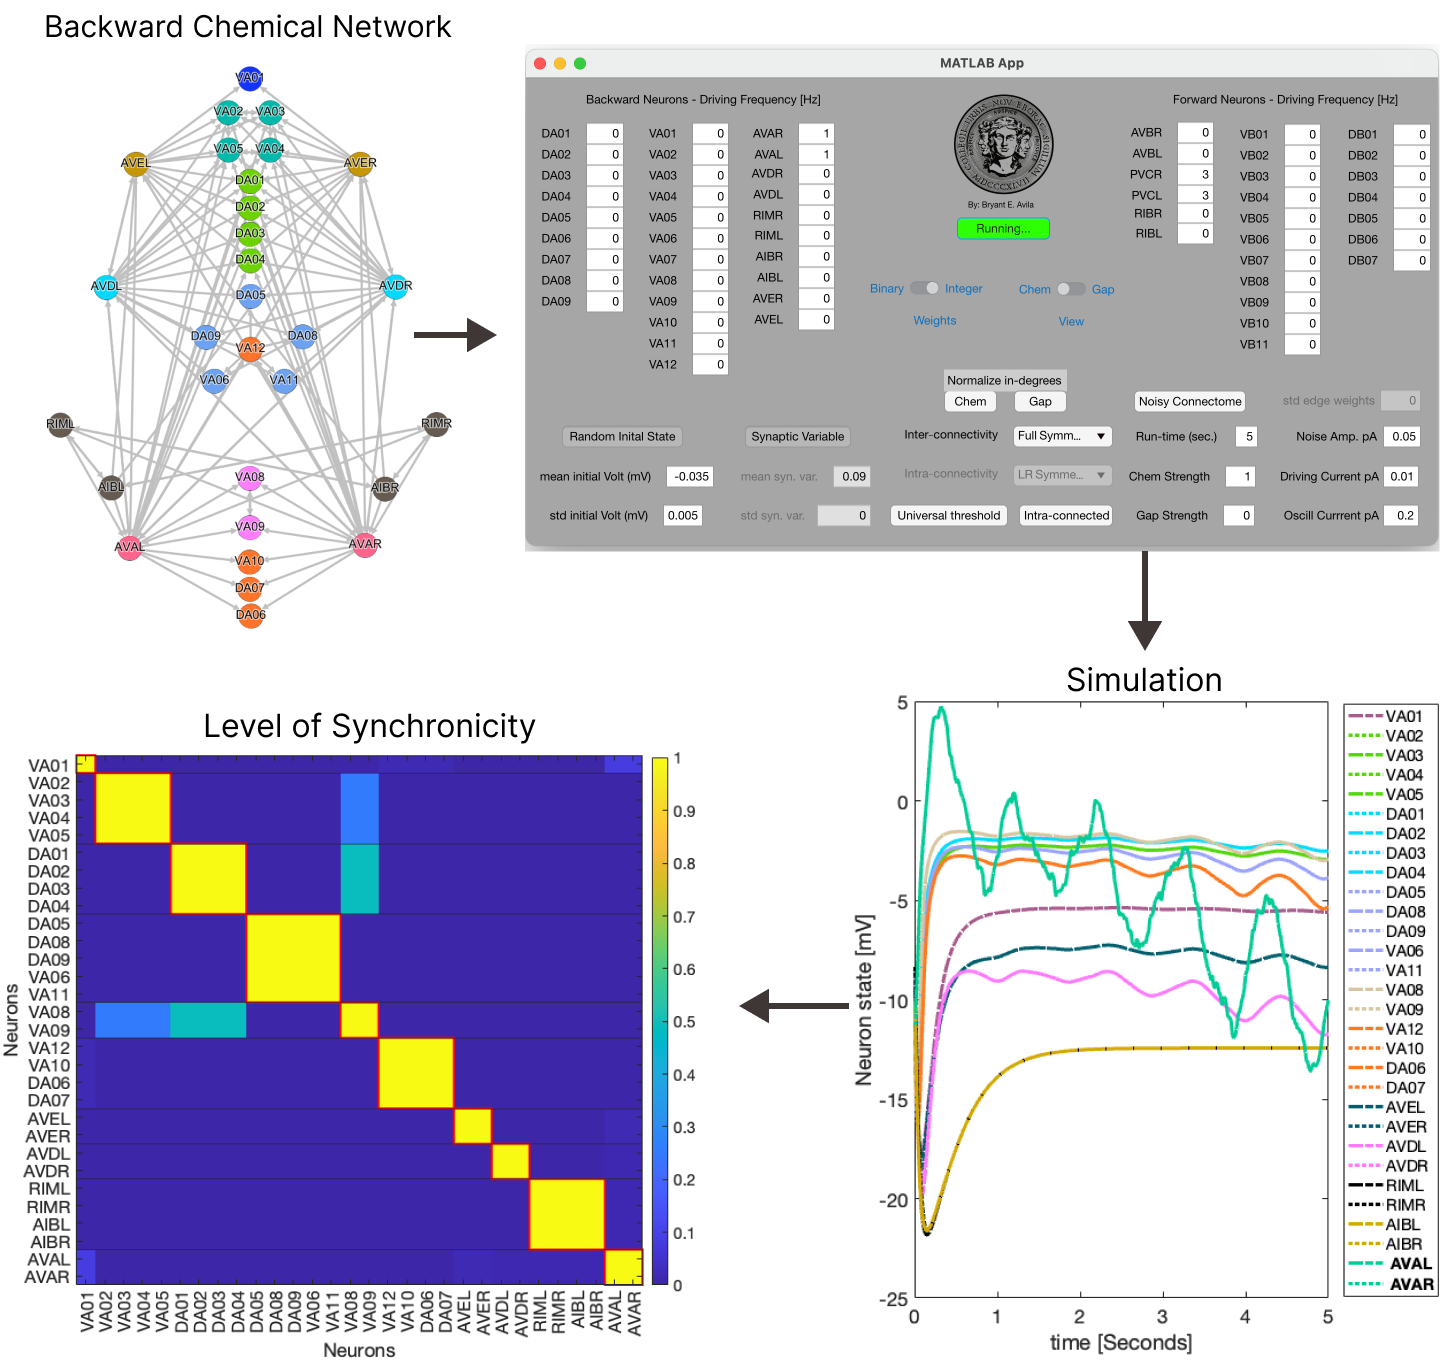 Backward Chemical Network
VA01
VA02 VA03
VA05 VA04
AVEL AVER
DA01
DA02
DA03
DA04
AVDL AVDR
DA05
DA09 DA08
VA12
VA06 VA11
RIML RIMR
VA08
AIBL AIBR
VA09
AVAL AVAR
VA10
DA07
DA06
MATLAB App
Backward Neurons - Driving Frequency [Hz]
DA01 0 VA01 0 AVAR 1
DA02 0 VA02 0 AVAL 1
DA03 0 VA03 0 AVDR 0
DA04 0 VA04 0 AVDL 0
DA05 0 VA05 0 RIMR 0
DA06 0 VA06 0 RIML 0
DA07 0 VA07 0 AIBR 0
DA08 0 VA08 0 AIBL 0
DA09 0 VA09 0 AVER 0
VA10 0 AVEL 0
VA11 0
VA12 0
MDCCCXLVII
By: Bryant E. Avila
Running...
Binary Integer
Weights
Chem Gap
View
Forward Neurons - Driving Frequency [Hz]
AVBR 0 VB01 0 DB01 0
AVBL 0 VB02 0 DB02 0
PVCR 3 VB03 0 DB03 0
PVCL 3 VB04 0 DB04 0
RIBR 0 VB05 0 DB05 0
RIBL 0 VB06 0 DB06 0
VB07 0 DB07 0
VB08 0
VB09 0
VB10 0
VB11 0
Normalize in-degrees
Chem Gap
Noisy Connectome std edge weights 0
Random Inital State Synaptic Variable Inter-connectivity Full Symm... Run-time (sec.) 5 Noise Amp. pA 0.05
mean initial Volt (mV) -0.035 mean syn. var. 0.09 Intra-connectivity LR Symme... Chem Strength 1 Driving Current pA 0.01
std initial Volt (mV) 0.005 std syn. var. 0 Universal threshold Intra-connected Gap Strength 0 Oscill Currrent pA 0.2
Level of Synchronicity
VA01
VA02
VA03
VA04
VA05
DA01
DA02
DA03
DA04
DA05
DA08
DA09
VA06
VA11
VA08
VA09
VA12
VA10
DA06
DA07
AVEL
AVER
AVDL
AVDR
RIML
RIMR
AIBL
AIBR
AVAL
AVAR
Neurons
VA01 VA02 VA03 VA04 VA05 DA01 DA02 DA03 DA04 DA05 DA08 DA09 VA06 VA11 VA08 VA09 VA12 VA10 DA06 DA07 AVEL AVER AVDL AVDR RIML RIMR AIBL AIBR AVAL AVAR
Neurons
1
0.9
0.8
0.7
0.6
0.5
0.4
0.3
0.2
0.1
0
Simulation
5
0
-5
-10
-15
-20
-25
Neuron state [mV]
0 1 2 3 4 5
time [Seconds]
VA01
VA02
VA03
VA04
VA05
DA01
DA02
DA03
DA04
DA05
DA08
DA09
VA06
VA11
VA08
VA09
VA12
VA10
DA06
DA07
AVEL
AVER
AVDL
AVDR
RIML
RIMR
AIBL
AIBR
AVAL
AVAR